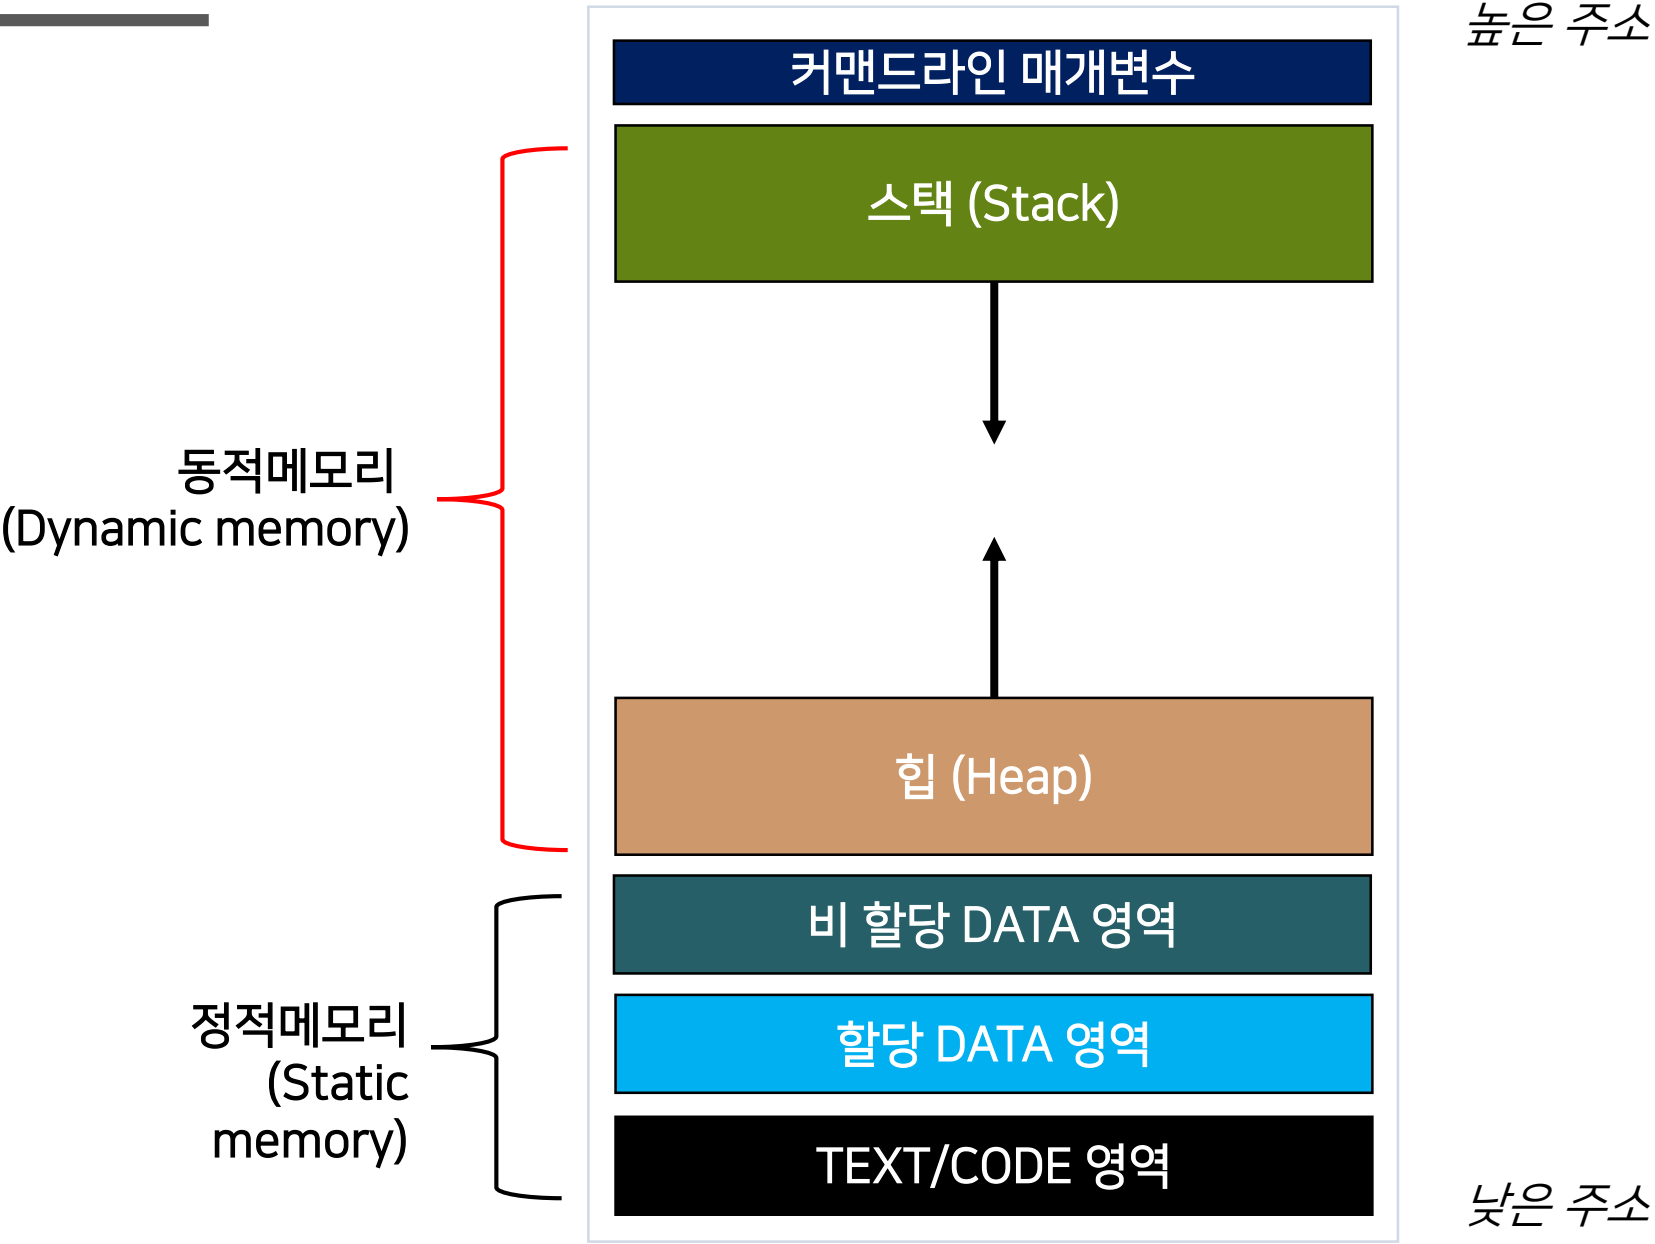 높은 주소
커맨드라인 매개변수
스택 (Stack)
동적메모리
(Dynamic memory)
힙 (Heap)
비 할당 DATA 영역
정적메모리
(Static
memory)
할당 DATA 영역
TEXT/CODE 영역
낮은 주소